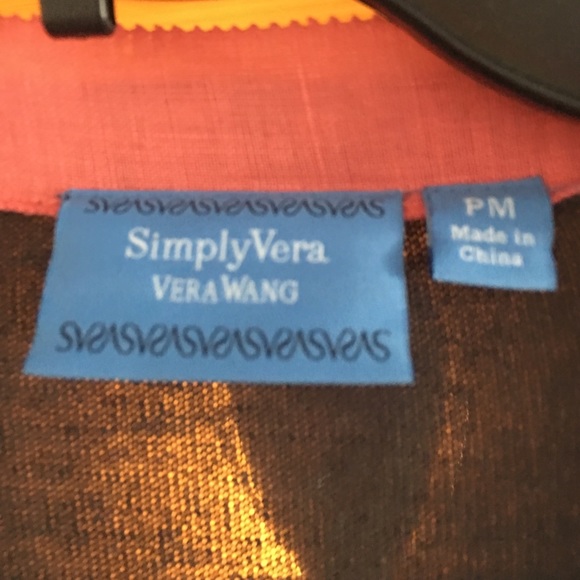 SimplyVera
VERA WANG
PM
Made in
China